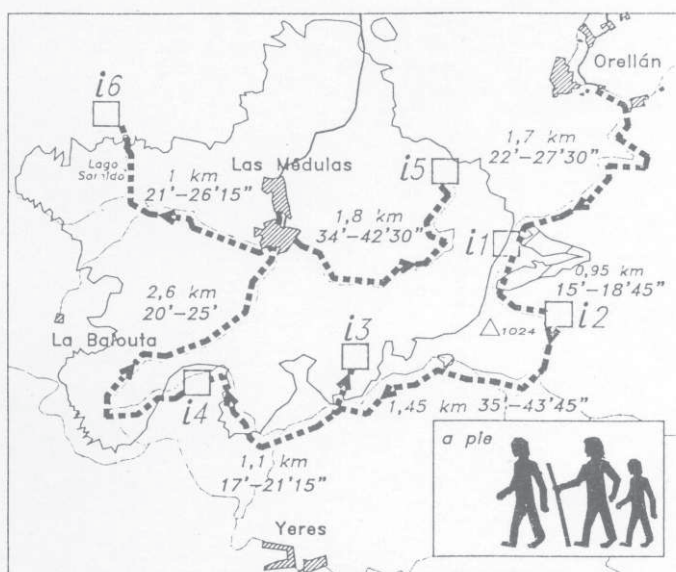 Orellán
i6
Lago
Somido
1 km
21'-26'15"
Las Médulas
i5
1,7 km
22'-27'30"
1,8 km
34'-42'30"
i1
0,95 km
15'-18'45"
i2
2,6 km
20'-25'
La Balouta
i3
1024
i4
1,45 km 35-43'45"
1,1 km
17'-21'15"
a pie
Yeres